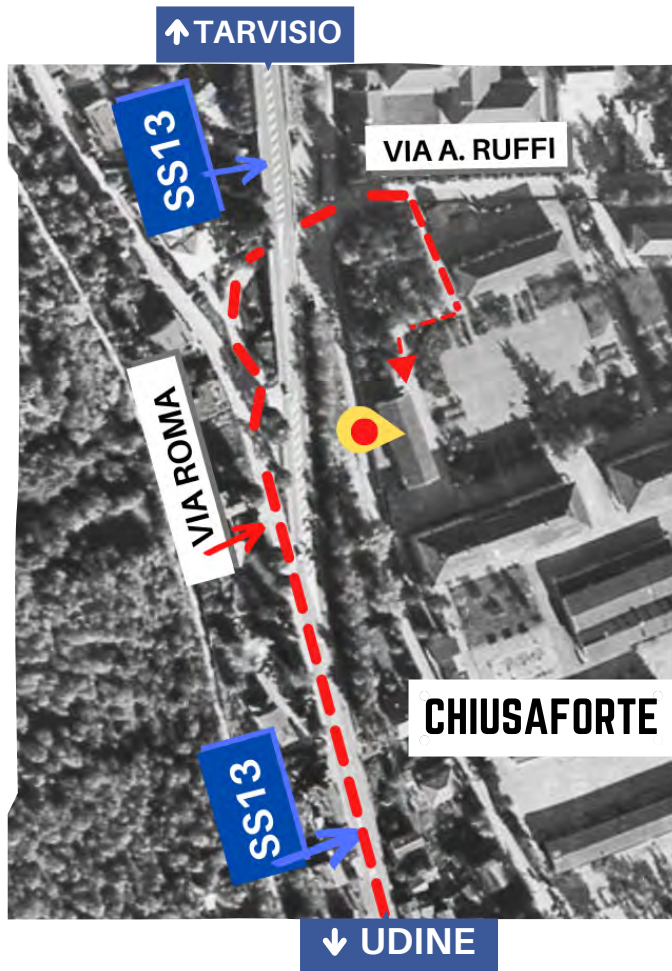 ↑ TARVISIO
SS13
VIA A. RUFFI
VIA ROMA
CHIUSAFORTE
SS13
↓ UDINE